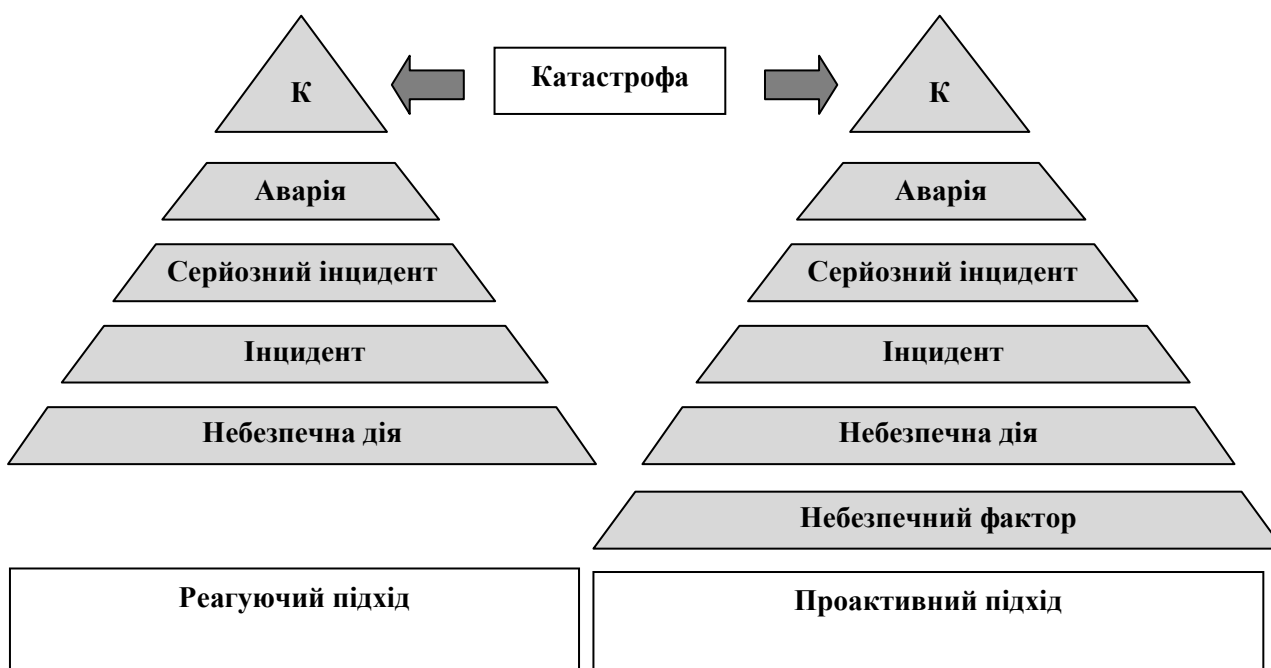 Катастрофа
К
К
Аварія
Аварія
Серйозний інцидент
Серйозний інцидент
Інцидент
Інцидент
Небезпечна дія
Небезпечна дія
Небезпечний фактор
Реагуючий підхід
Проактивний підхід